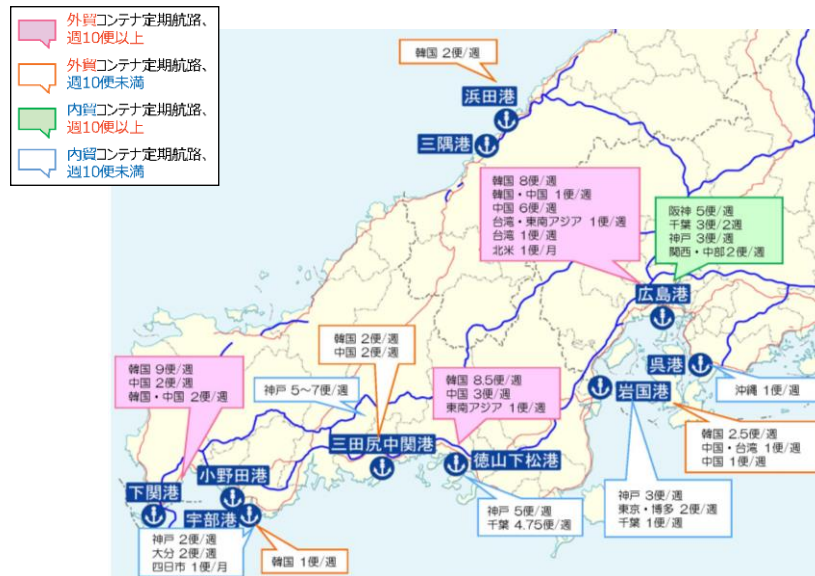 外貿コンテナ定期航路、
週10便以上
外貿コンテナ定期航路、
週10便未満
内貿コンテナ定期航路、
週10便以上
内貿コンテナ定期航路、
週10便未満
韓国 2便/週
浜田港
三隅港
韓国 8便/週
韓国・中国 1便/週
中国 6便/週
台湾・東南アジア 1便/週
台湾 1便/週
北米 1便/月
阪神 5便/週
千葉 3便/2週
神戸 3便/週
関西・中部2便/週
広島港
呉港
沖縄 1便/週
岩国港
韓国 2.5便/週
中国・台湾 1便/週
中国 1便/週
神戸 3便/週
東京・博多 2便/週
千葉 1便/週
韓国 2便/週
中国 2便/週
韓国 9便/週
中国 2便/週
韓国・中国 2便/週
神戸 5～7便/週
韓国 8.5便/週
中国 3便/週
東南アジア 1便/週
三田尻中関港
徳山下松港
神戸 5便/週
千葉 4.75便/週
小野田港
下関港
宇部港
神戸 2便/週
大分 2便/週
四日市 1便/月
韓国 1便/週